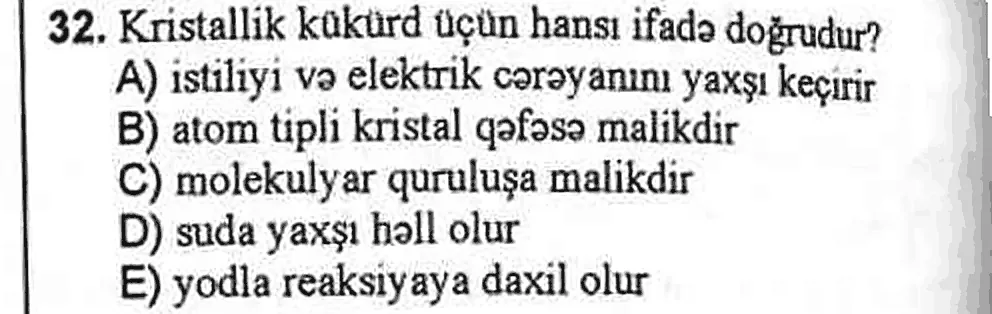 32. Kristallik kükürd üçün hansı ifadə doğrudur?
A) istiliyi və elektrik cərəyanını yaxşı keçirir
B) atom tipli kristal qəfəsə malikdir
C) molekulyar quruluşa malikdir
D) suda yaxşı həll olur
E) yodla reaksiyaya daxil olur